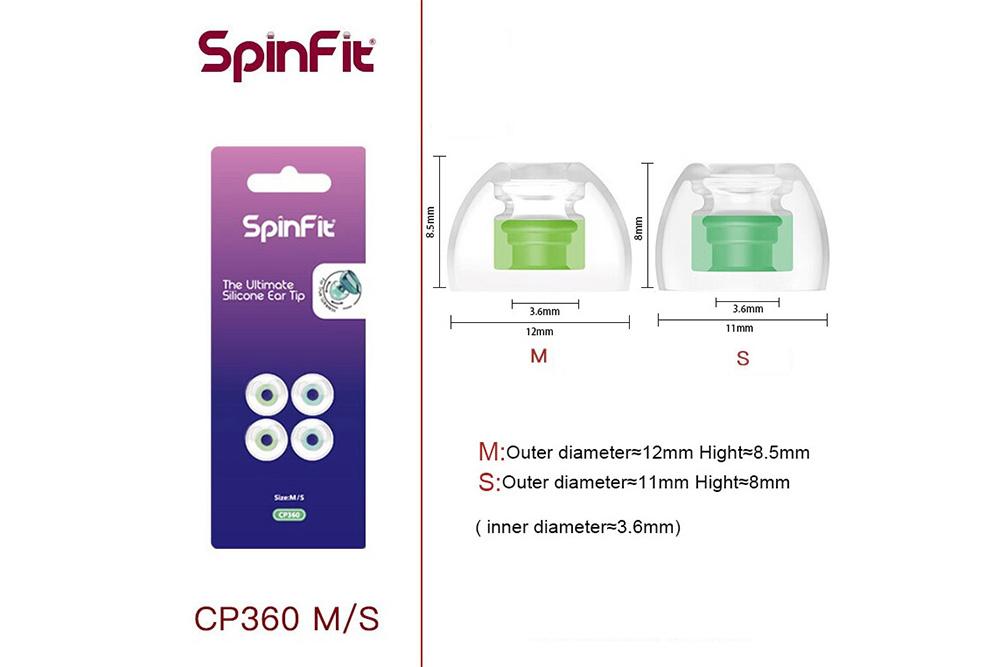 SpinFit®
SpinFit®
The Ultimate
Silicone Ear Tip
Size:M/S
CP360
CP360 M/S
8.5mm
3.6mm
12mm
M
8mm
3.6mm
11mm
S
M:Outer diameter≈12mm Hight≈8.5mm
S:Outer diameter≈11mm Hight≈8mm
( inner diameter≈3.6mm)